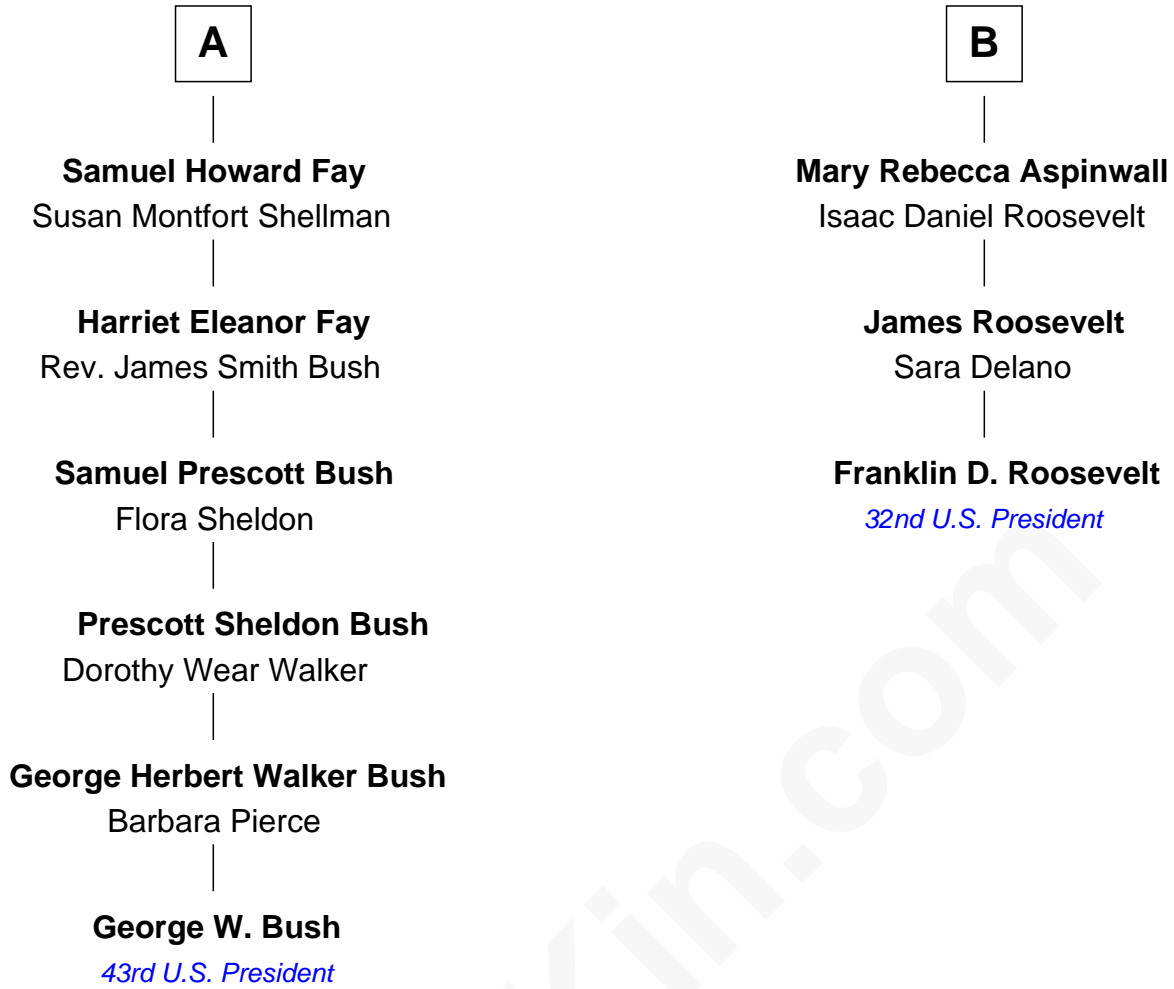 A
Samuel Howard Fay
Susan Montfort Shellman
Harriet Eleanor Fay
Rev. James Smith Bush
Samuel Prescott Bush
Flora Sheldon
Prescott Sheldon Bush
Dorothy Wear Walker
George Herbert Walker Bush
Barbara Pierce
George W. Bush
43rd U.S. President
B
Mary Rebecca Aspinwall
Isaac Daniel Roosevelt
James Roosevelt
Sara Delano
Franklin D. Roosevelt
32nd U.S. President
Kin.com